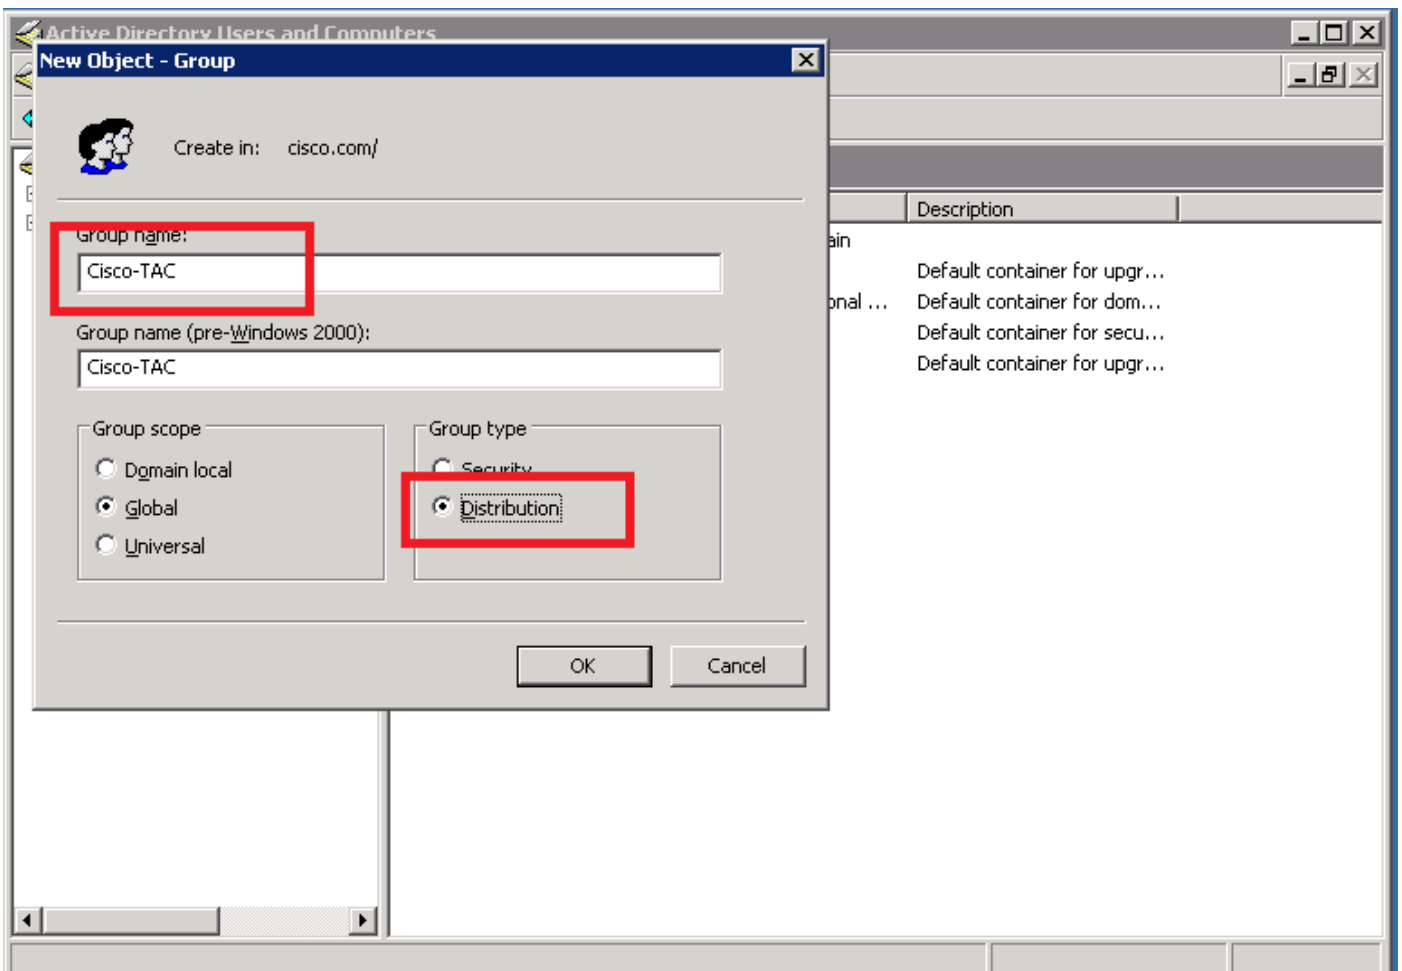 Active Directory Users and Computers
New Object - Group
Create in: cisco.com/
Group name:
Cisco-TAC
Group name (pre-Windows 2000):
Cisco-TAC
Group scope
Domain local
Global
Universal
Group type
Security
Distribution
OK
Cancel
Description
ain
Default container for upgr...
onal ... Default container for dom...
Default container for secu...
Default container for upgr...